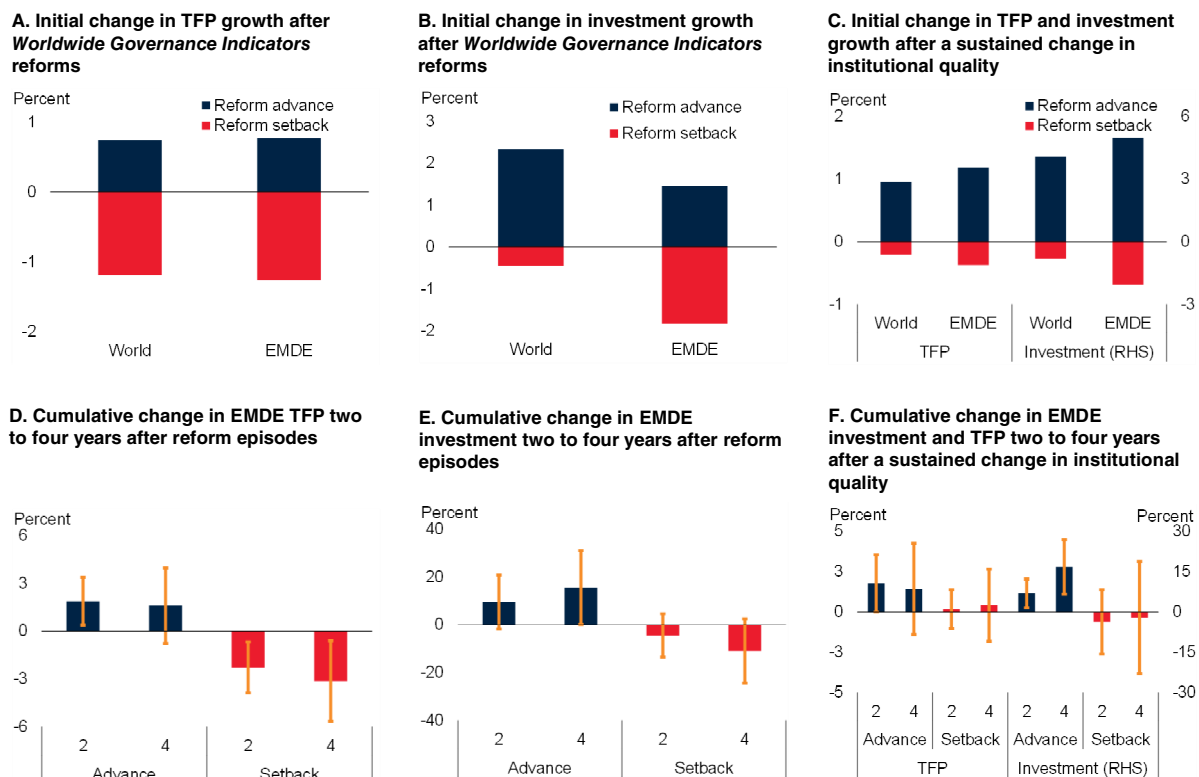 A. Initial change in TFP growth after
Worldwide Governance Indicators
reforms
Percent
Reform advance
Reform setback
1
0
-1
-2
World
EMDE
B. Initial change in investment growth
after Worldwide Governance Indicators
reforms
Percent
Reform advance
Reform setback
3
2
1
0
-1
-2
World
EMDE
C. Initial change in TFP and investment
growth after a sustained change in
institutional quality
Percent
Reform advance
Reform setback
2
1
0
-1
6
3
0
-3
World
EMDE
World
EMDE
TFP
Investment (RHS)
D. Cumulative change in EMDE TFP two
to four years after reform episodes
Percent
6
3
0
-3
-6
2
4
2
4
Advance
Setback
E. Cumulative change in EMDE
investment two to four years after reform
episodes
Percent
40
20
0
-20
-40
2
4
2
4
Advance
Setback
F. Cumulative change in EMDE
investment and TFP two to four years
after a sustained change in institutional
quality
Percent
Percent
5
3
0
-3
-5
30
15
0
-15
-30
2
4
2
4
2
4
2
4
Advance
Setback
Advance
Setback
TFP
Investment (RHS)